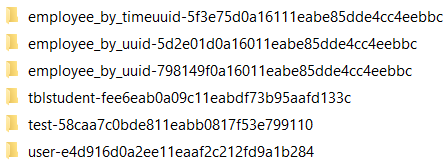 employee_by_timeuuid-5f3e75d0a16111eabe85dde4cc4eebbc
employee_by_uuid-5d2e01d0a16011eabe85dde4cc4eebbc
employee_by_uuid-798149f0a16011eabe85dde4cc4eebbc
tblstudent-fee6eab0a09c11eabdf73b95aafd133c
test-58caa7c0bde811eabb0817f53e799110
user-e4d916d0a2ee11eaaf2c212fd9a1b284